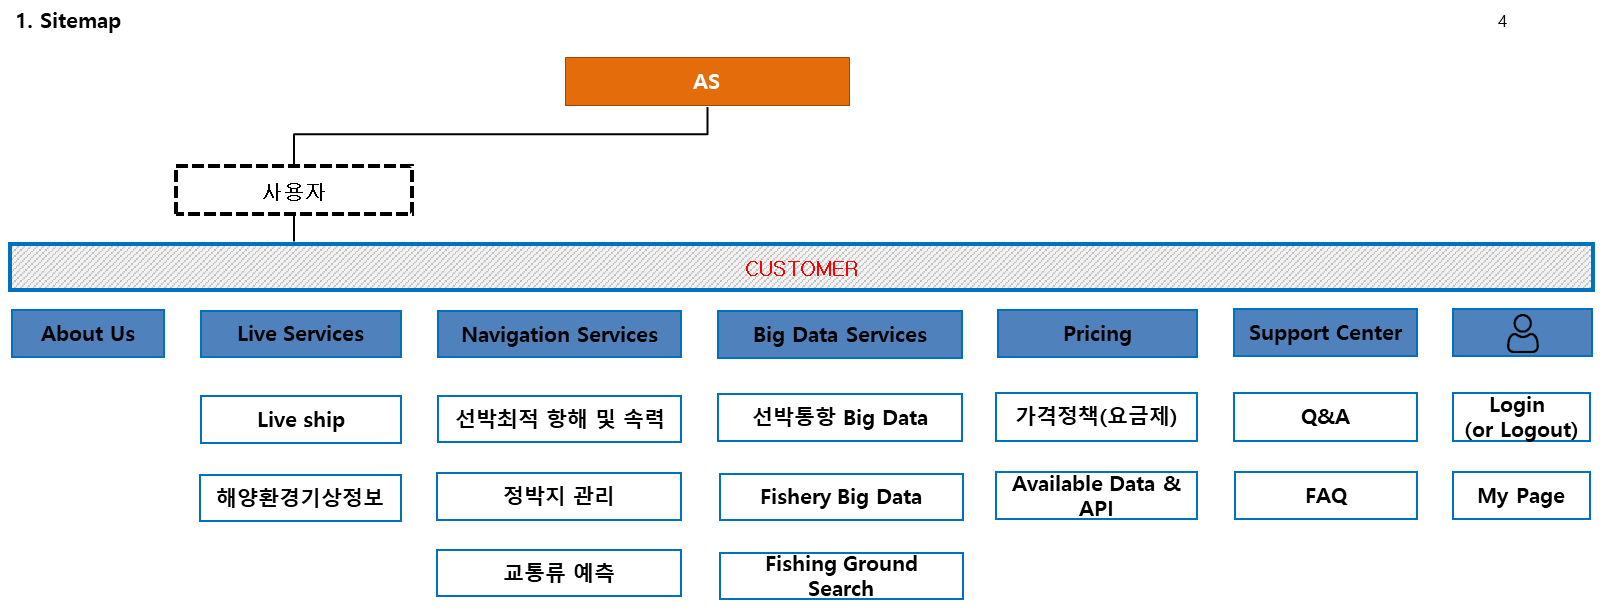 1. Sitemap
4
AS
사용자
CUSTOMER
About Us
Live Services
Navigation Services
Big Data Services
Pricing
Support Center
Live ship
선박최적 항해 및 속력
선박통항 Big Data
가격정책(요금제)
Q&A
Login
(or Logout)
해양환경기상정보
정박지 관리
Fishery Big Data
Available Data &
API
FAQ
My Page
교통류 예측
Fishing Ground
Search